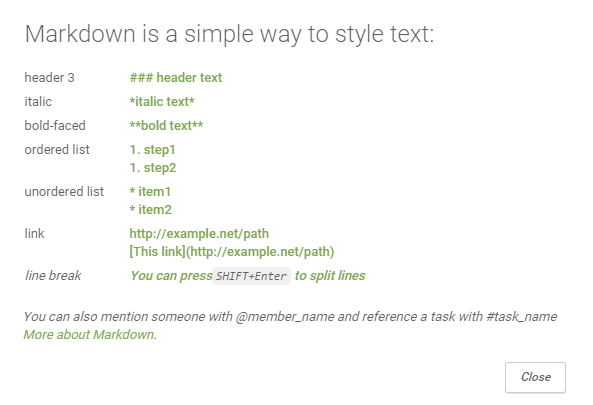 Markdown is a simple way to style text:
header 3 ### header text
italic *italic text*
bold-faced **bold text**
ordered list 1. step1
1. step2
unordered list * item1
* item2
link http://example.net/path
[This link](http://example.net/path)
line break You can press SHIFT+Enter to split lines
You can also mention someone with @member_name and reference a task with #task_name
More about Markdown.
Close